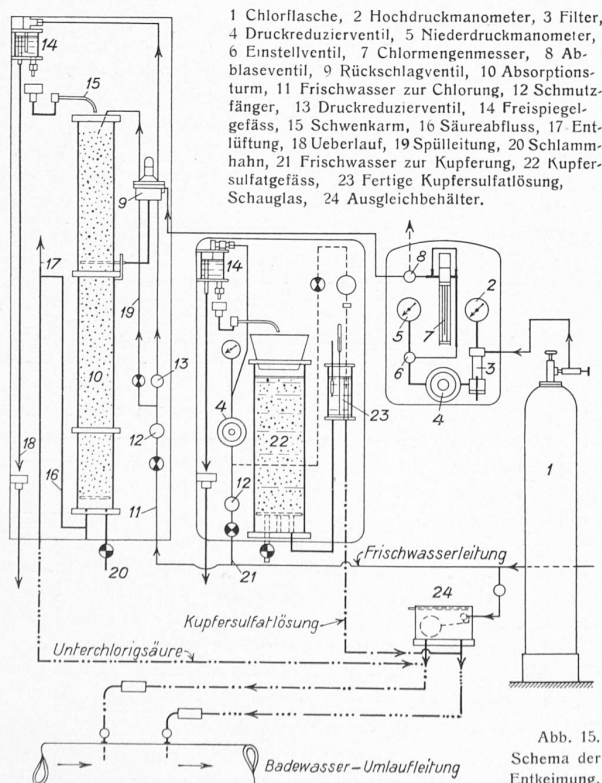 1 Chlorflasche, 2 Hochdruckmanometer, 3 Filter,
4 Druckreduzierventil, 5 Niederdruckmanometer,
6 Einstellventil, 7 Chlormengenmesser, 8 Ab-
blaseventil, 9 Rückschlagventil, 10 Absorptions-
turm, 11 Frischwasser zur Chlorung, 12 Schmutz-
fänger, 13 Druckreduzierventil, 14 Freispiegel-
gefäss, 15 Schwenkarm, 16 Säureabfluss, 17 Ent-
lüftung, 18 Ueberlauf, 19 Spülleitung, 20 Schlamm-
hahn, 21 Frischwasser zur Kupferung, 22 Kupfer-
sulfatgefäss, 23 Fertige Kupfersulfatlösung,
Schauglas, 24 Ausgleichbehälter.
14
15
9
17
14
8
2
5
7
19
6
3
4
10
13
4
22
23
12
1
18
12
16
11
20
21
Frischwasserleitung
24
Kupfersulfatlösung
Unterchlorigsäure
Badewasser-Umlaufleitung
Abb. 15.
Schema der
Entkeimung.